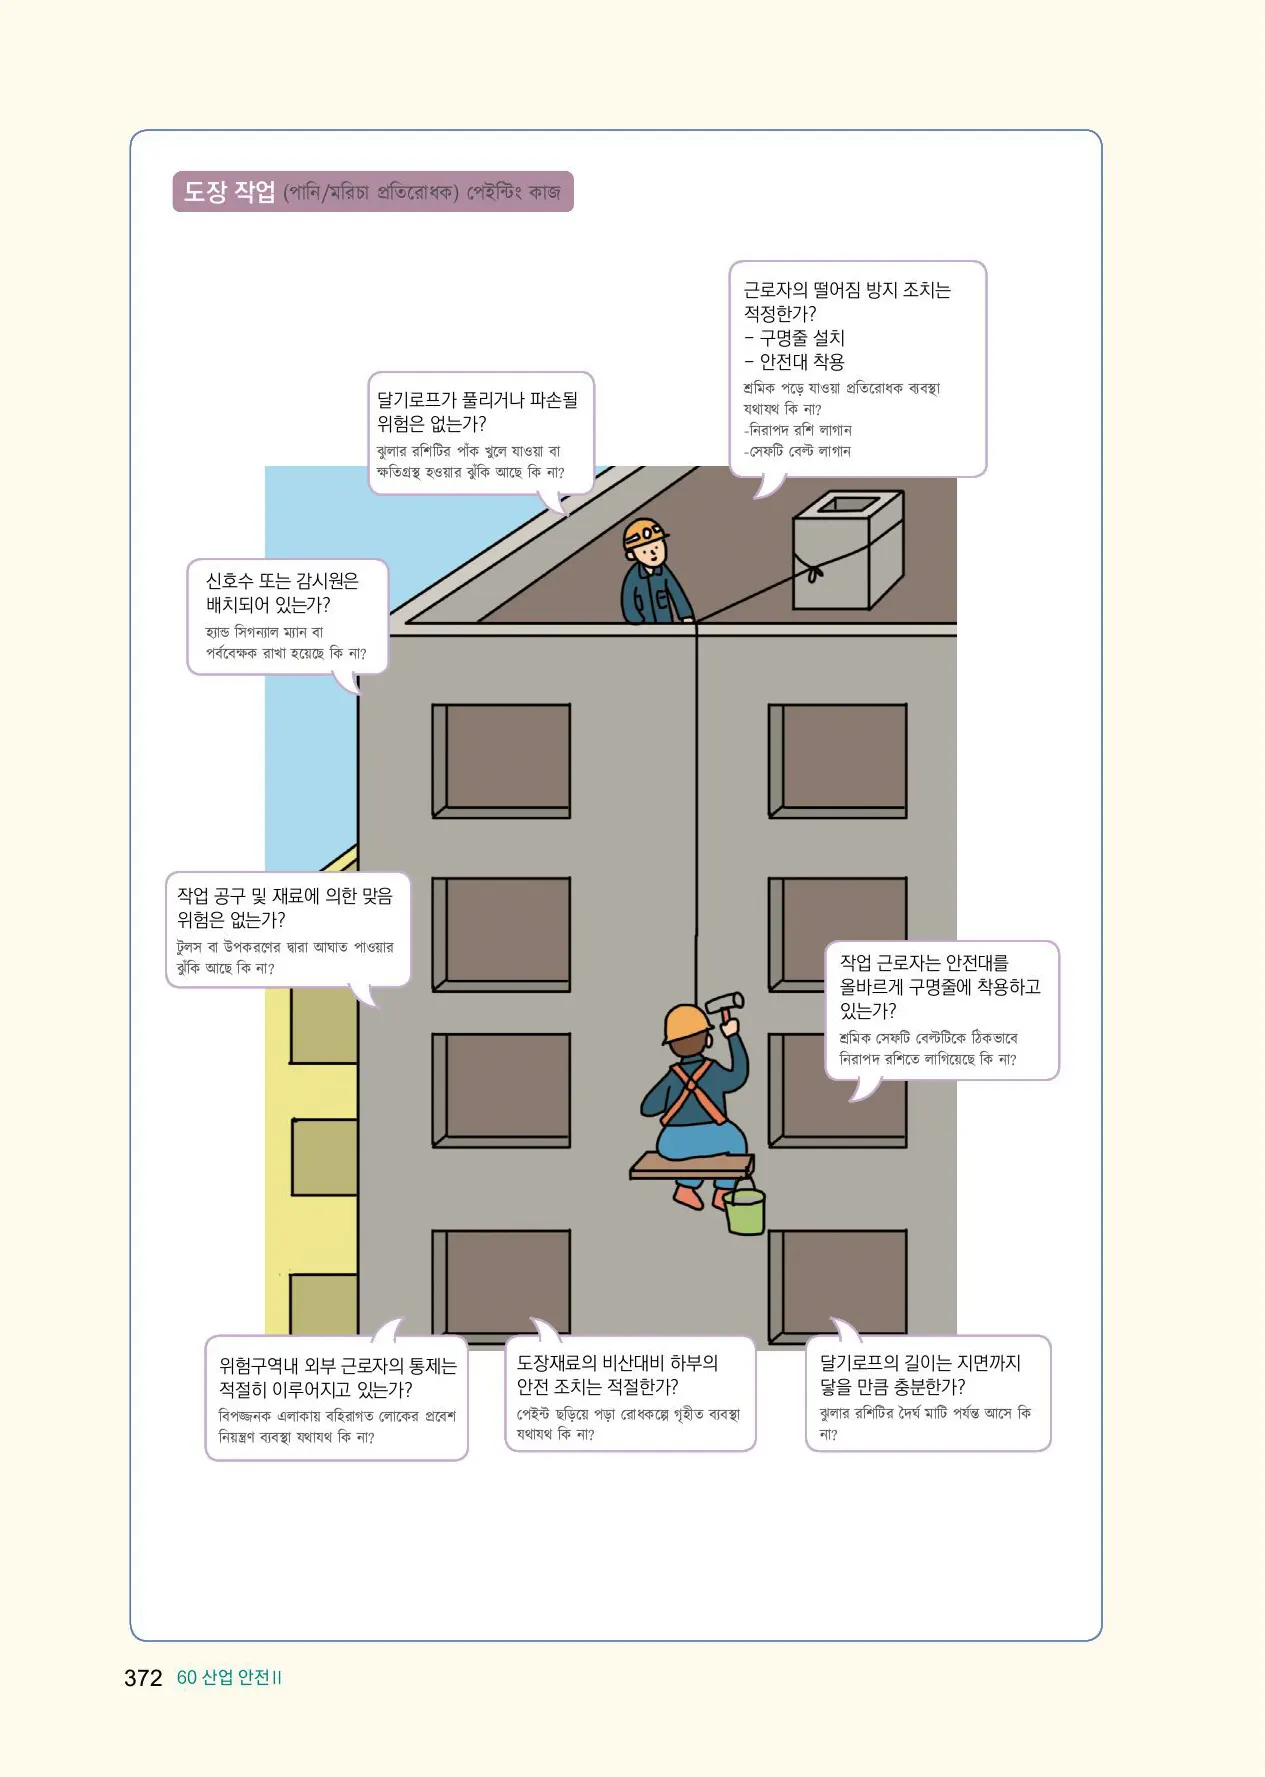 도장 작업 (পানি/মরিচা প্রতিরোধক) পেইন্টিং কাজ
근로자의 떨어짐 방지 조치는
적정한가?
- 구명줄 설치
- 안전대 착용
শ্রমিক পড়ে যাওয়া প্রতিরোধক ব্যবস্থা
যথাযথ কি না?
-নিরাপদ রশি লাগান
-সেফটি বেল্ট লাগান
달기로프가 풀리거나 파손될
위험은 없는가?
ঝুলার রশিটির পাঁক খুলে যাওয়া বা
ক্ষতিগ্রস্থ হওয়ার ঝুঁকি আছে কি না?
신호수 또는 감시원은
배치되어 있는가?
হ্যান্ড সিগন্যাল ম্যান বা
পর্ববেক্ষক রাখা হয়েছে কি না?
작업 공구 및 재료에 의한 맞음
위험은 없는가?
টুলস বা উপকরণের দ্বারা আঘাত পাওয়ার
ঝুঁকি আছে কি না?
작업 근로자는 안전대를
올바르게 구명줄에 착용하고
있는가?
শ্রমিক সেফটি বেল্টটিকে ঠিকভাবে
নিরাপদ রশিতে লাগিয়েছে কি না?
위험구역내 외부 근로자의 통제는
적절히 이루어지고 있는가?
বিপজ্জনক এলাকায় বহিরাগত লোকের প্রবেশ
নিয়ন্ত্রণ ব্যবস্থা যথাযথ কি না?
도장재료의 비산대비 하부의
안전 조치는 적절한가?
পেইন্ট ছড়িয়ে পড়া রোধকল্পে গৃহীত ব্যবস্থা
যথাযথ কি না?
달기로프의 길이는 지면까지
닿을 만큼 충분한가?
ঝুলার রশিটির দৈর্ঘ মাটি পর্যন্ত আসে কি
না?
372 60 산업 안전Ⅱ